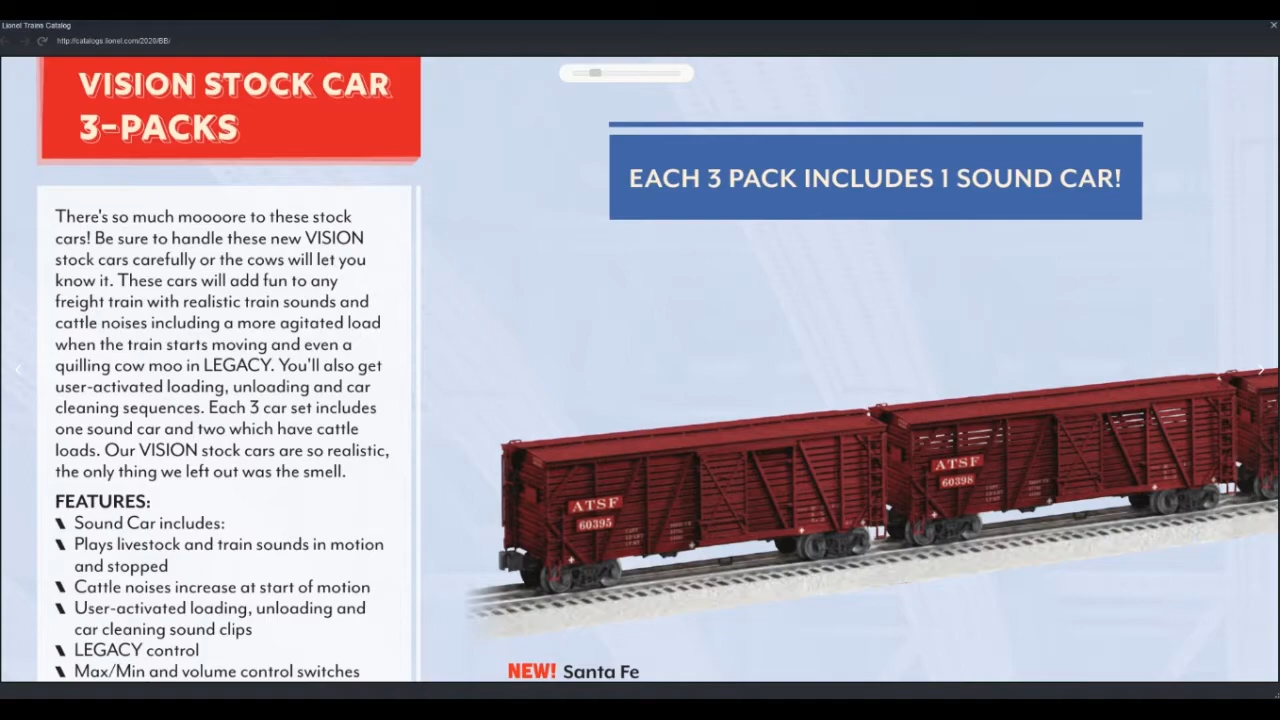 Lionel Trains Catalog
http://catalogs.lionel.com/2020/BB/
VISION STOCK CAR
3-PACKS
There's so much moooore to these stock
cars! Be sure to handle these new VISION
stock cars carefully or the cows will let you
know it. These cars will add fun to any
freight train with realistic train sounds and
cattle noises including a more agitated load
when the train starts moving and even a
quilling cow moo in LEGACY. You'll also get
user-activated loading, unloading and car
cleaning sequences. Each 3 car set includes
one sound car and two which have cattle
loads. Our VISION stock cars are so realistic,
the only thing we left out was the smell.
FEATURES:
Sound Car includes:
Plays livestock and train sounds in motion
and stopped
Cattle noises increase at start of motion
User-activated loading, unloading and
car cleaning sound clips
LEGACY control
Max/Min and volume control switches
EACH 3 PACK INCLUDES 1 SOUND CAR!
ATSF
60395
ATSF
60398
NEW! Santa Fe